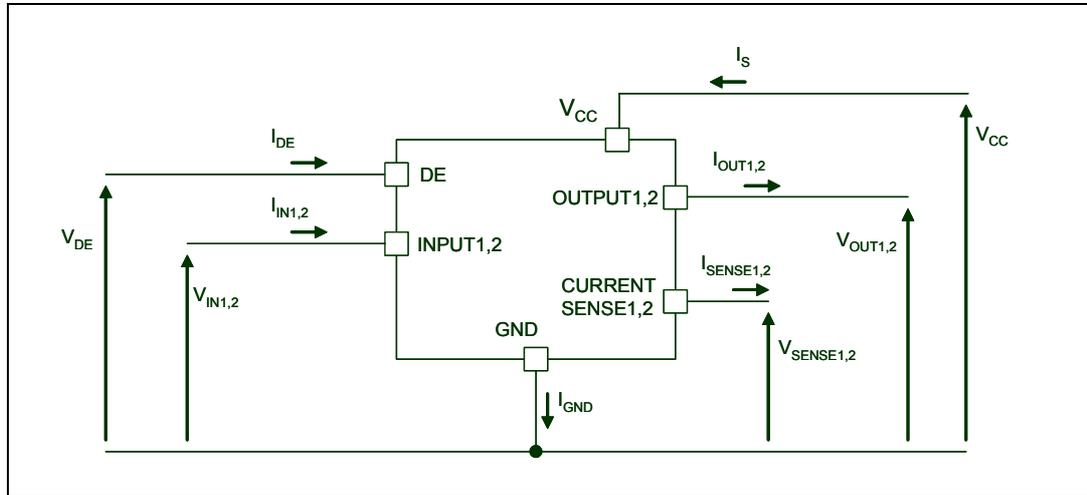 I_S
V_CC
V_CC
I_DE
DE
I_OUT1,2
OUTPUT1,2
I_IN1,2
V_DE
INPUT1,2
V_OUT1,2
I_SENSE1,2
CURRENT
SENSE1,2
V_IN1,2
GND
V_SENSE1,2
I_GND